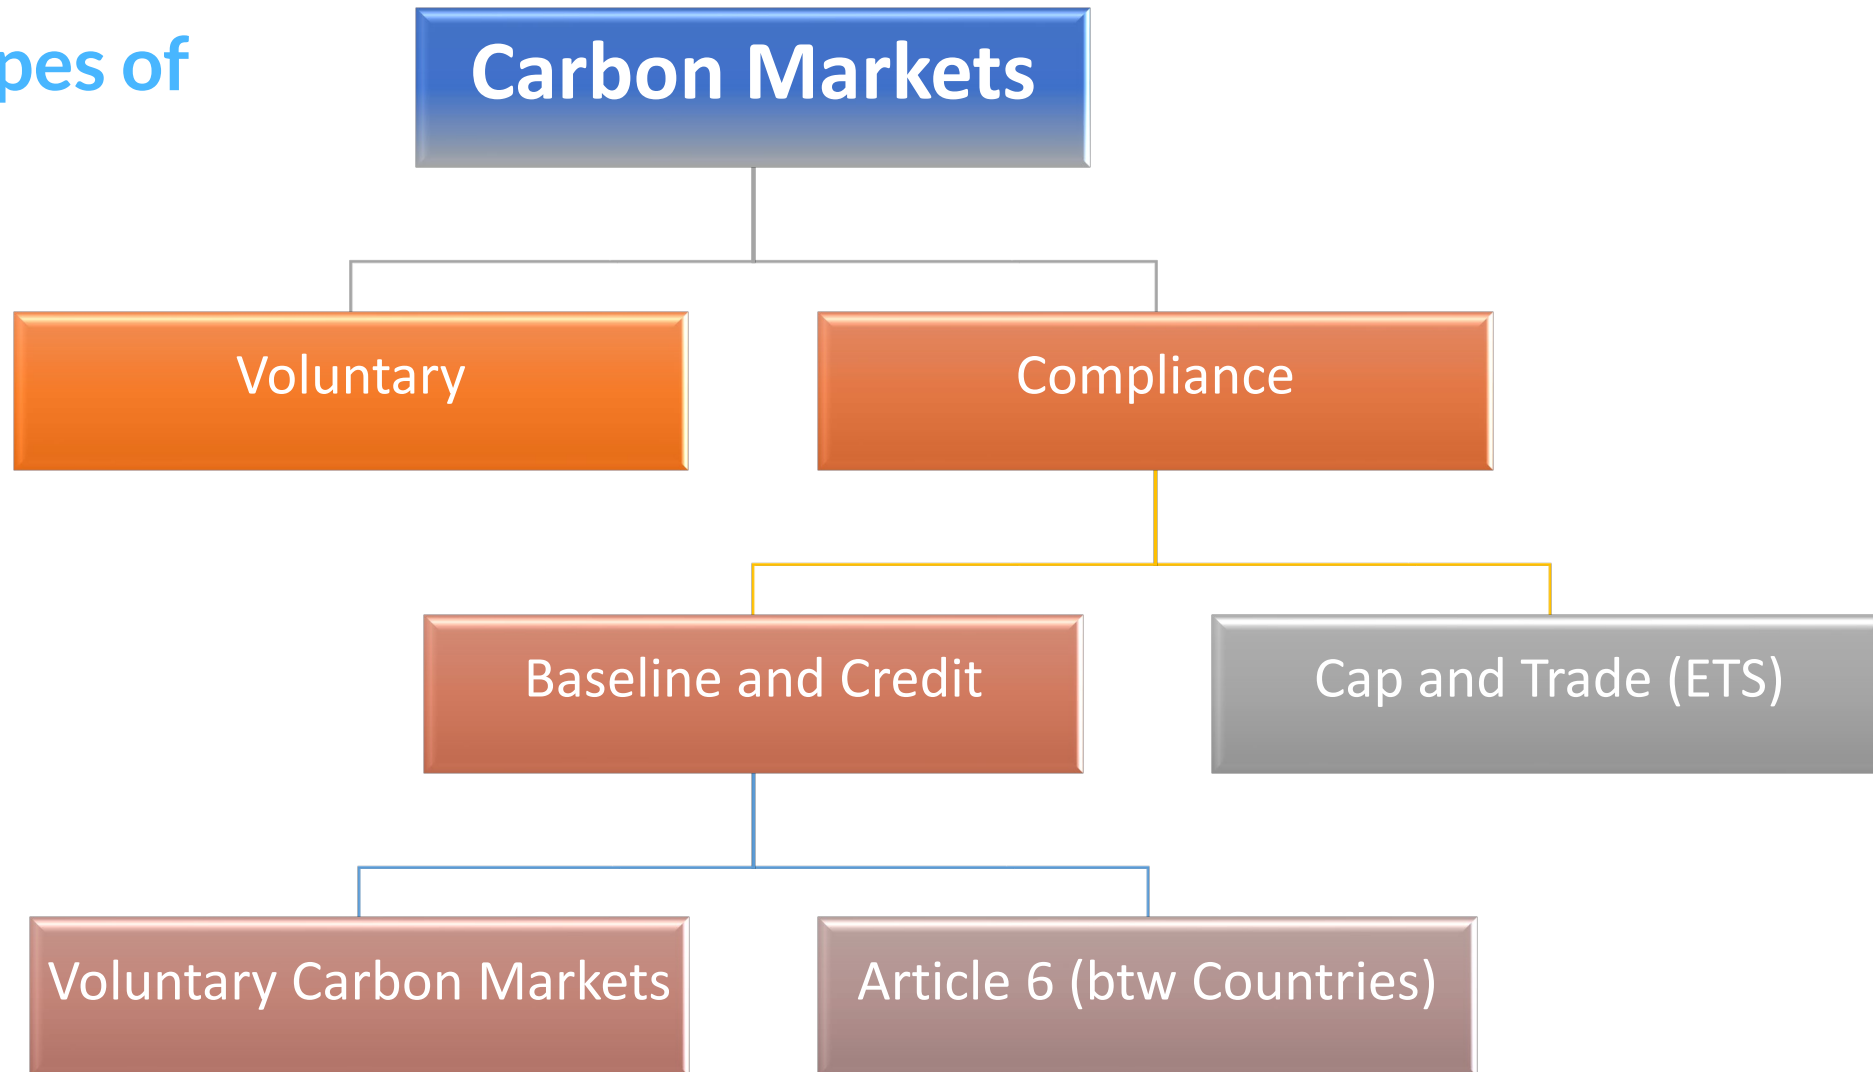 pes of
Carbon Markets
Voluntary
Compliance
Baseline and Credit
Cap and Trade (ETS)
Voluntary Carbon Markets
Article 6 (btw Countries)